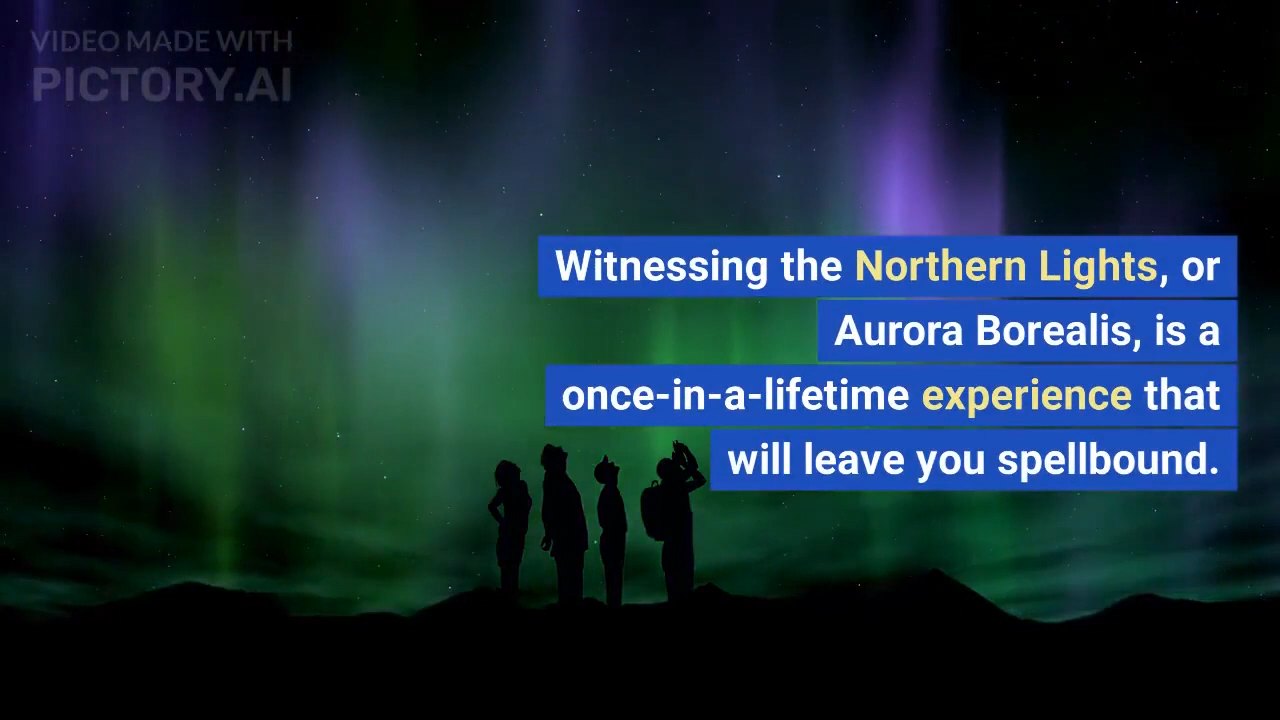 VIDEO MADE WITH
PICTORY.AI
Witnessing the Northern Lights, or
Aurora Borealis, is a
once-in-a-lifetime experience that
will leave you spellbound.